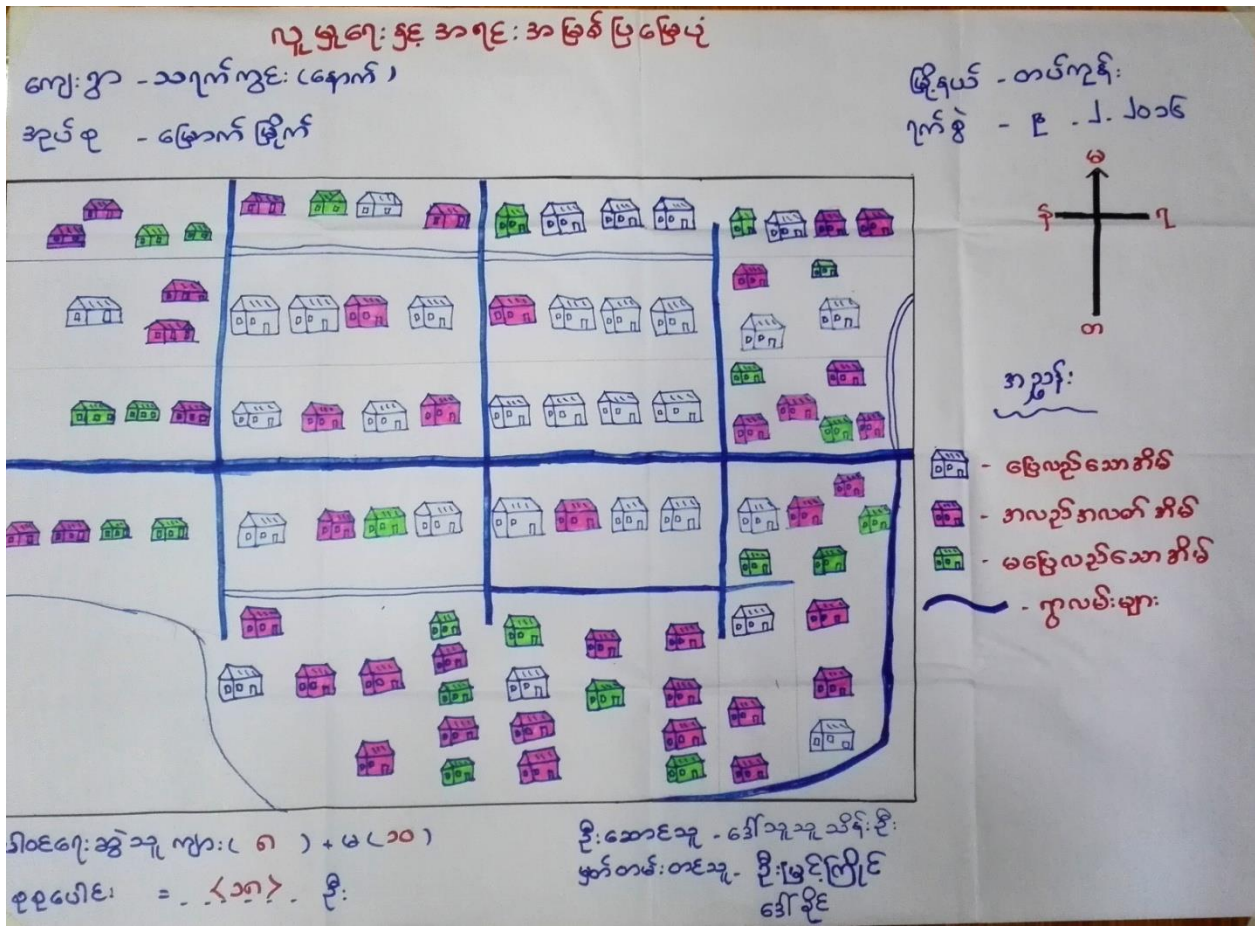 လူမှုရေးနှင့် အရင်းအမြစ်ပြမြေပုံ
ကျေးရွာ - သရက်ကွင်း (နောက်)
မြို့နယ် - တပ်ကုန်း
အုပ်စု - မြောက်မြိုက်
ရက်စွဲ - ၉.၂.၂၀၁၆
မ
န ရ
တ
အညွှန်း
- ပြေလည်သောအိမ်
- အလည်အလတ်အိမ်
- မပြေလည်သောအိမ်
- ရွာလမ်းများ
ပါဝင်ရေးဆွဲသူ ကျား ( ၈ ) + မ (၁၀)
ဦးဆောင်သူ - ဒေါ်သူသူသိန်းဦး
စုစုပေါင်း = . . <၁၈> . ဦး
မှတ်တမ်းတင်သူ - ဦးမြင့်ကြိုင်
ဒေါ်ခိုင်